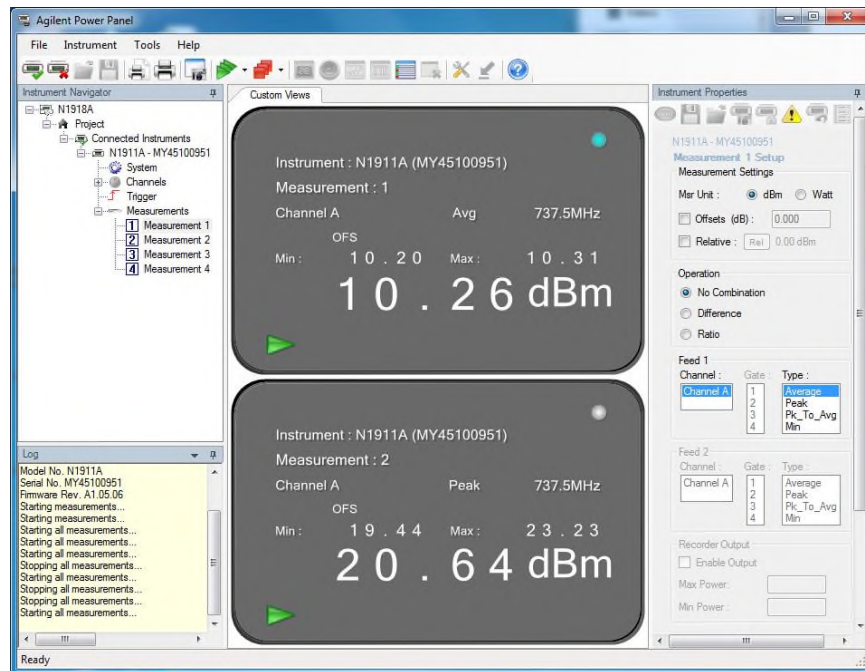 Agilent Power Panel
File Instrument Tools Help
Instrument Navigator
N1918A
Project
Connected Instruments
N1911A - MY45100951
System
Channels
Trigger
Measurements
1 Measurement 1
2 Measurement 2
3 Measurement 3
4 Measurement 4
Log
Model No. N1911A
Serial No. MY45100951
Firmware Rev. A1.05.06
Starting measurements...
Starting measurements...
Starting all measurements...
Starting all measurements...
Starting all measurements...
Stopping all measurements...
Starting all measurements...
Stopping all measurements...
Stopping all measurements...
Starting all measurements...
Ready
Custom Views
Instrument : N1911A (MY45100951)
Measurement : 1
Channel A Avg 737.5MHz
OFS
Min : 10.20 Max : 10.31
10.26 dBm
Instrument : N1911A (MY45100951)
Measurement : 2
Channel A Peak 737.5MHz
OFS
Min : 19.44 Max : 23.23
20.64 dBm
Instrument Properties
N1911A - MY45100951
Measurement 1 Setup
Measurement Settings
Msr Unit : dBm Watt
Offsets (dB) : 0.000
Relative : Rel 0.00 dBm
Operation
No Combination
Difference
Ratio
Feed 1
Channel : Gate : Type :
Channel A 1 Average
2 Peak
3 Pk_To_Avg
4 Min
Feed 2
Channel : Gate : Type :
Channel A 1 Average
2 Peak
3 Pk_To_Avg
4 Min
Recorder Output
Enable Output
Max Power:
Min Power :